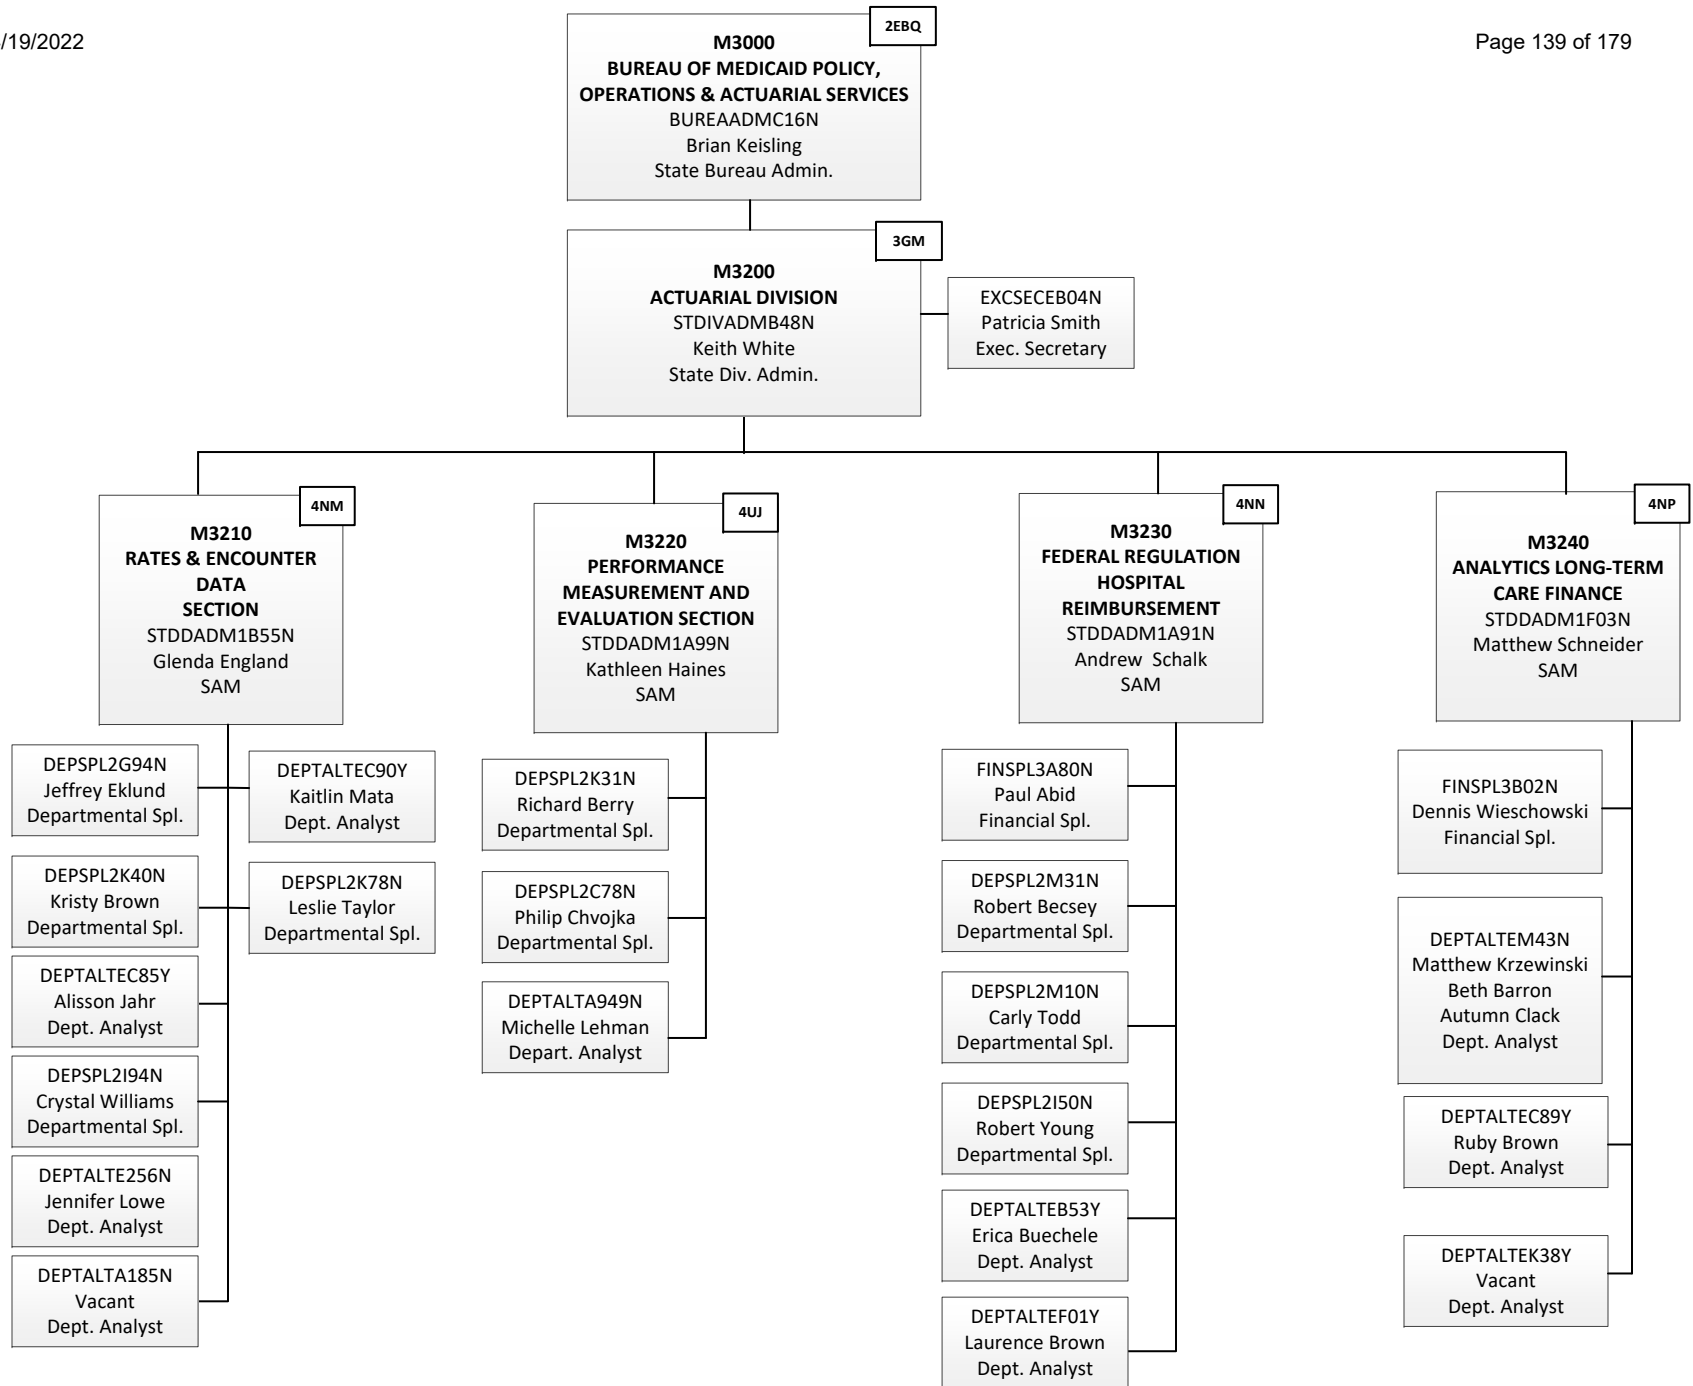 /19/2022
Page 139 of 179
2EBQ
M3000
BUREAU OF MEDICAID POLICY,
OPERATIONS & ACTUARIAL SERVICES
BUREAADMC16N
Brian Keisling
State Bureau Admin.
3GM
M3200
ACTUARIAL DIVISION
STDIVADMB48N
Keith White
State Div. Admin.
EXCSECEB04N
Patricia Smith
Exec. Secretary
4NM
M3210
RATES & ENCOUNTER
DATA
SECTION
STDDADM1B55N
Glenda England
SAM
DEPSPL2G94N
Jeffrey Eklund
Departmental Spl.
DEPTALTEC90Y
Kaitlin Mata
Dept. Analyst
DEPSPL2K40N
Kristy Brown
Departmental Spl.
DEPSPL2K78N
Leslie Taylor
Departmental Spl.
DEPTALTEC85Y
Alisson Jahr
Dept. Analyst
DEPSPL2I94N
Crystal Williams
Departmental Spl.
DEPTALTE256N
Jennifer Lowe
Dept. Analyst
DEPTALTA185N
Vacant
Dept. Analyst
4UJ
M3220
PERFORMANCE
MEASUREMENT AND
EVALUATION SECTION
STDDADM1A99N
Kathleen Haines
SAM
DEPSPL2K31N
Richard Berry
Departmental Spl.
DEPSPL2C78N
Philip Chvojka
Departmental Spl.
DEPTALTA949N
Michelle Lehman
Depart. Analyst
4NN
M3230
FEDERAL REGULATION
HOSPITAL
REIMBURSEMENT
STDDADM1A91N
Andrew  Schalk
SAM
FINSPL3A80N
Paul Abid
Financial Spl.
DEPSPL2M31N
Robert Becsey
Departmental Spl.
DEPSPL2M10N
Carly Todd
Departmental Spl.
DEPSPL2I50N
Robert Young
Departmental Spl.
DEPTALTEB53Y
Erica Buechele
Dept. Analyst
DEPTALTEF01Y
Laurence Brown
Dept. Analyst
4NP
M3240
ANALYTICS LONG-TERM
CARE FINANCE
STDDADM1F03N
Matthew Schneider
SAM
FINSPL3B02N
Dennis Wieschowski
Financial Spl.
DEPTALTEM43N
Matthew Krzewinski
Beth Barron
Autumn Clack
Dept. Analyst
DEPTALTEC89Y
Ruby Brown
Dept. Analyst
DEPTALTEK38Y
Vacant
Dept. Analyst